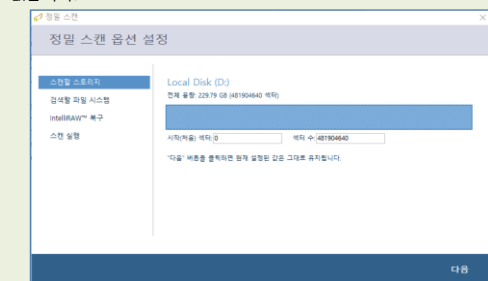 정밀 스캔
정밀 스캔 옵션 설정
스캔할 스토리지
검색할 파일 시스템
IntelliRAW™ 복구
스캔 실행
Local Disk (D:)
전체 용량: 229.79 GB (481904640 섹터)
시작(처음) 섹터: 0 섹터 수: 481904640
"다음" 버튼을 클릭하면 현재 설정된 값은 그대로 유지됩니다.
다음